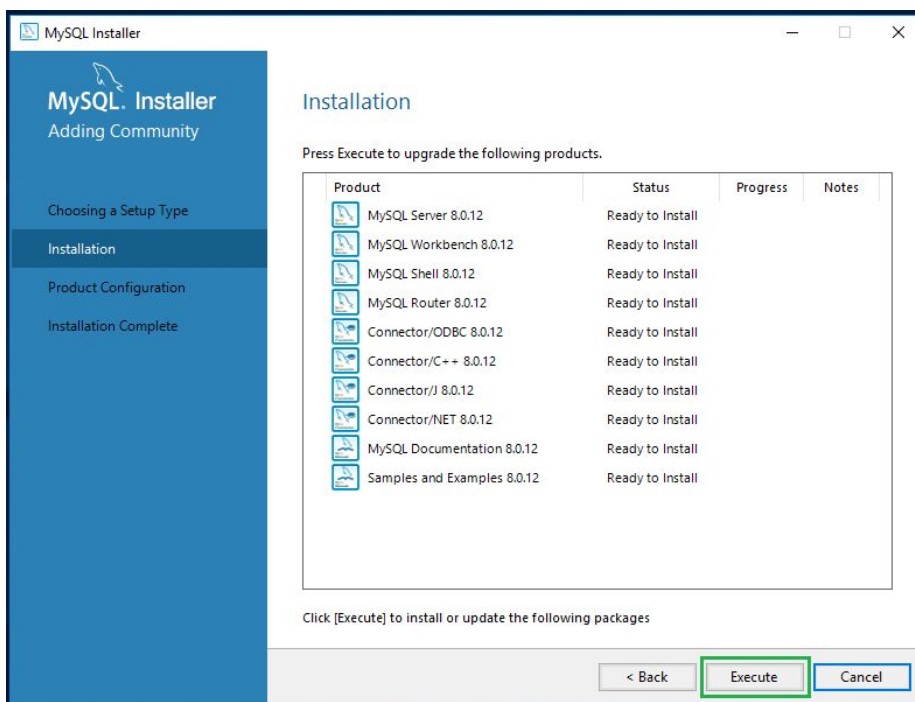 MySQL Installer
MySQL. Installer
Adding Community
Choosing a Setup Type
Installation
Product Configuration
Installation Complete
Installation
Press Execute to upgrade the following products.
Product Status Progress Notes
MySQL Server 8.0.12 Ready to Install
MySQL Workbench 8.0.12 Ready to Install
MySQL Shell 8.0.12 Ready to Install
MySQL Router 8.0.12 Ready to Install
Connector/ODBC 8.0.12 Ready to Install
Connector/C++ 8.0.12 Ready to Install
Connector/J 8.0.12 Ready to Install
Connector/NET 8.0.12 Ready to Install
MySQL Documentation 8.0.12 Ready to Install
Samples and Examples 8.0.12 Ready to Install
Click [Execute] to install or update the following packages
< Back Execute Cancel